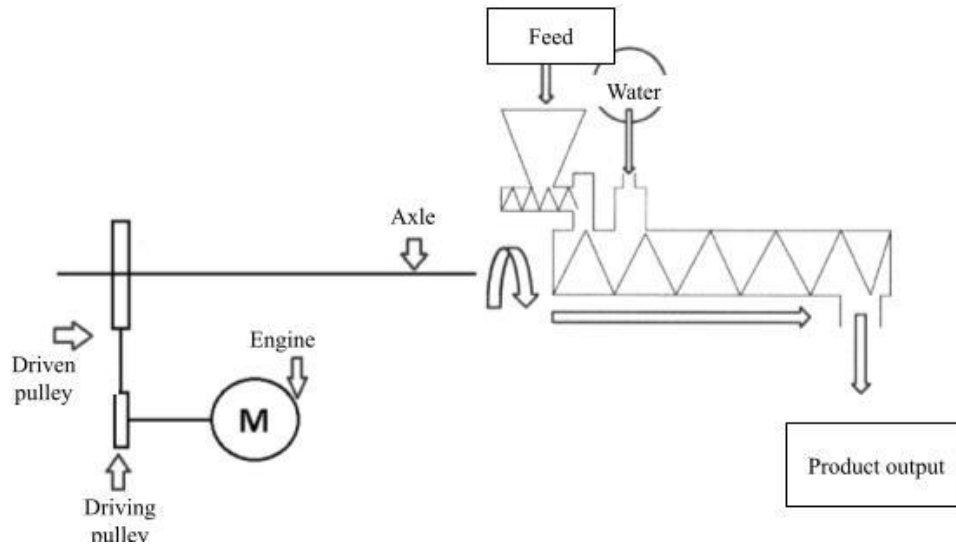 Feed
Water
Axle
Engine
Driven
pulley
M
Product output
Driving
pulley